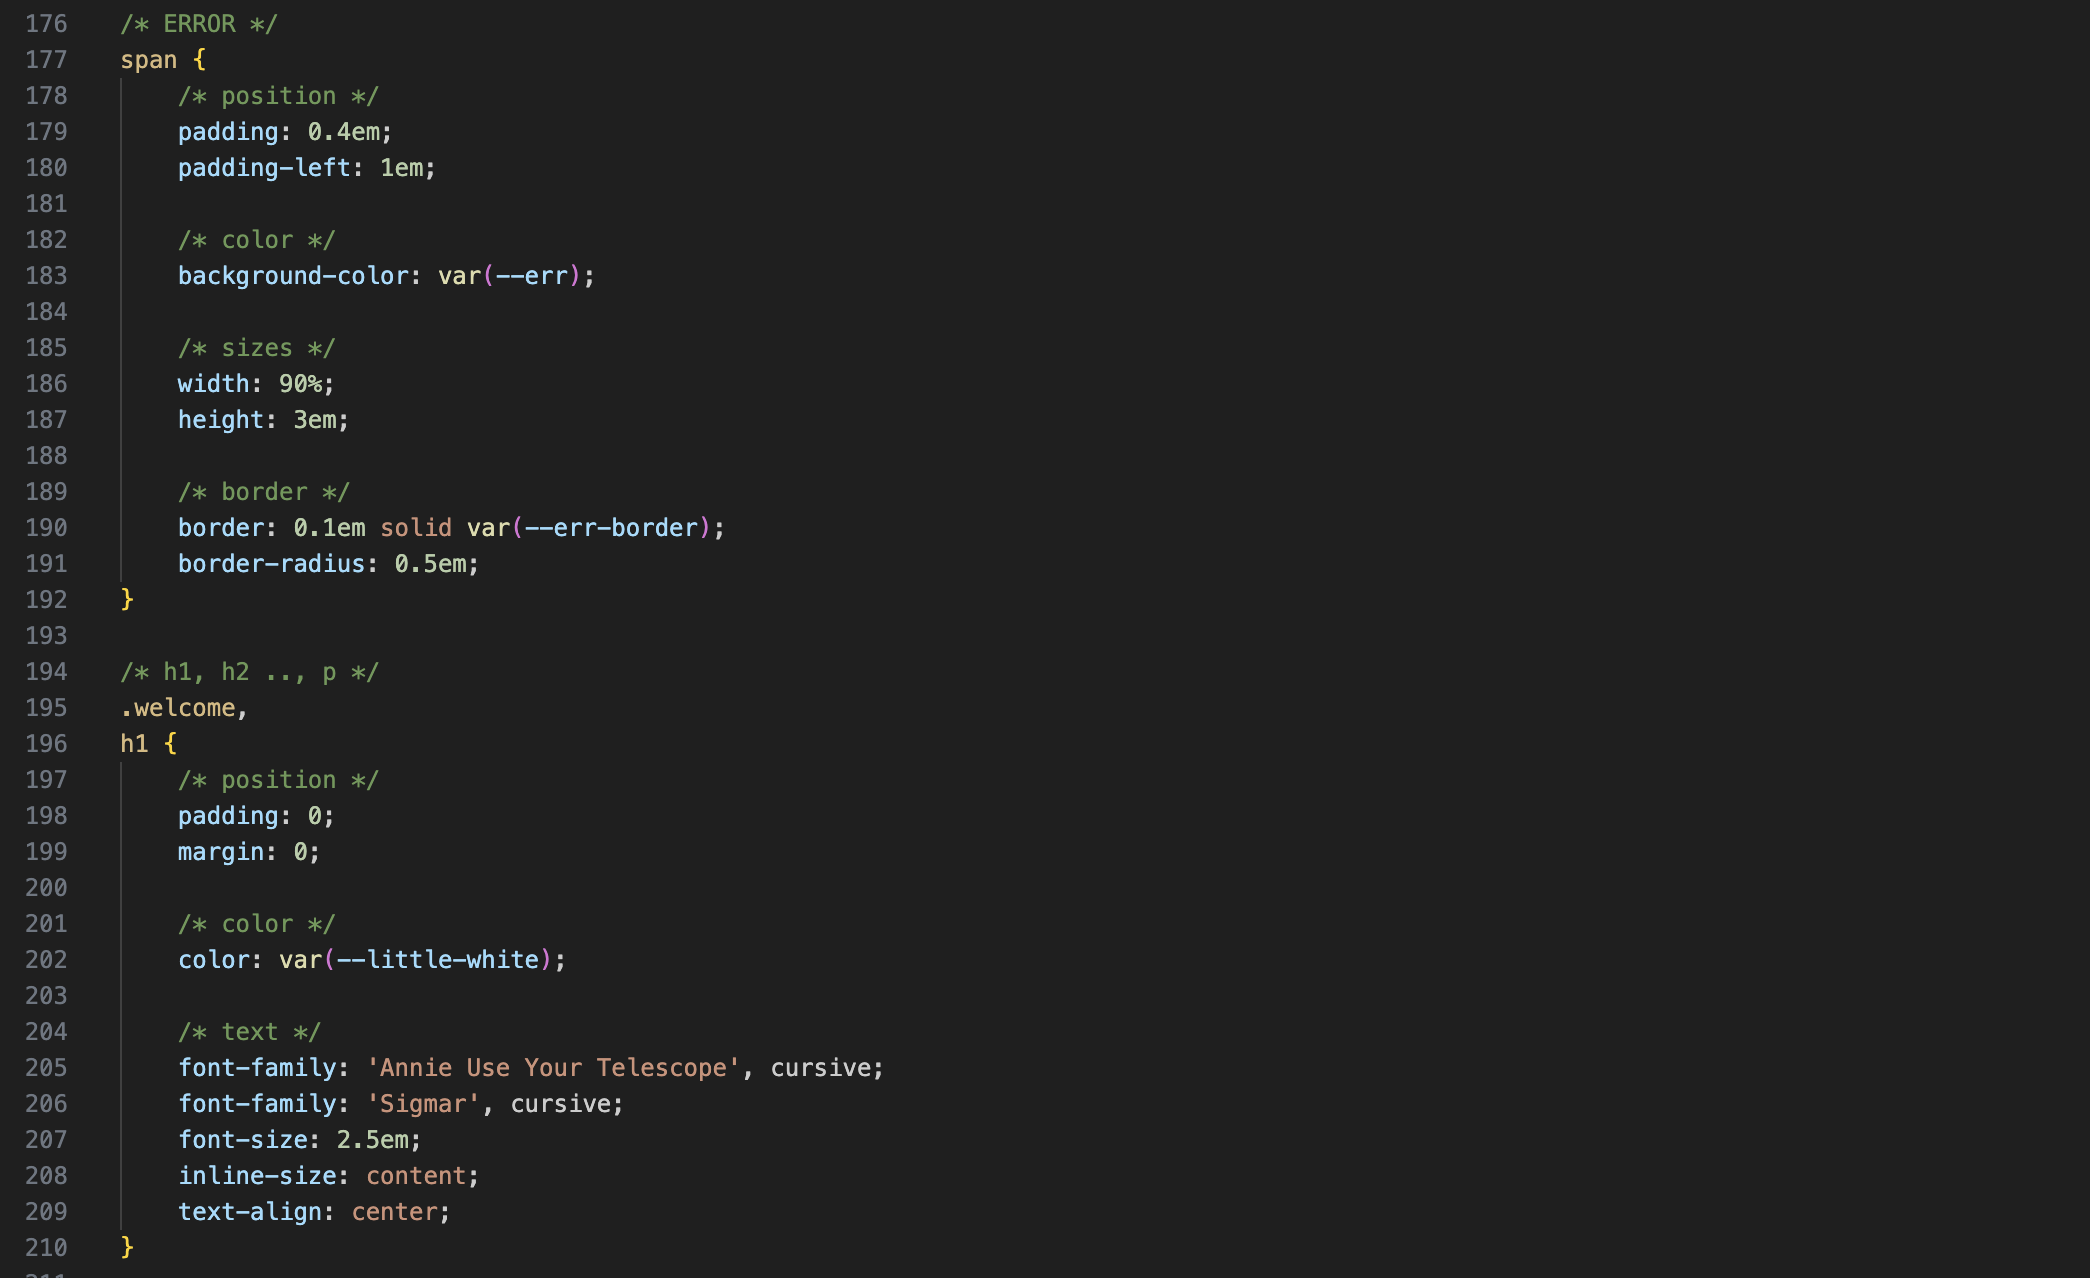 176 /* ERROR */
177 span {
178 /* position */
179 padding: 0.4em;
180 padding-left: 1em;
181
182 /* color */
183 background-color: var(--err);
184
185 /* sizes */
186 width: 90%;
187 height: 3em;
188
189 /* border */
190 border: 0.1em solid var(--err-border);
191 border-radius: 0.5em;
192 }
193
194 /* h1, h2 .., p */
195 .welcome,
196 h1 {
197 /* position */
198 padding: 0;
199 margin: 0;
200
201 /* color */
202 color: var(--little-white);
203
204 /* text */
205 font-family: 'Annie Use Your Telescope', cursive;
206 font-family: 'Sigmar', cursive;
207 font-size: 2.5em;
208 inline-size: content;
209 text-align: center;
210 }